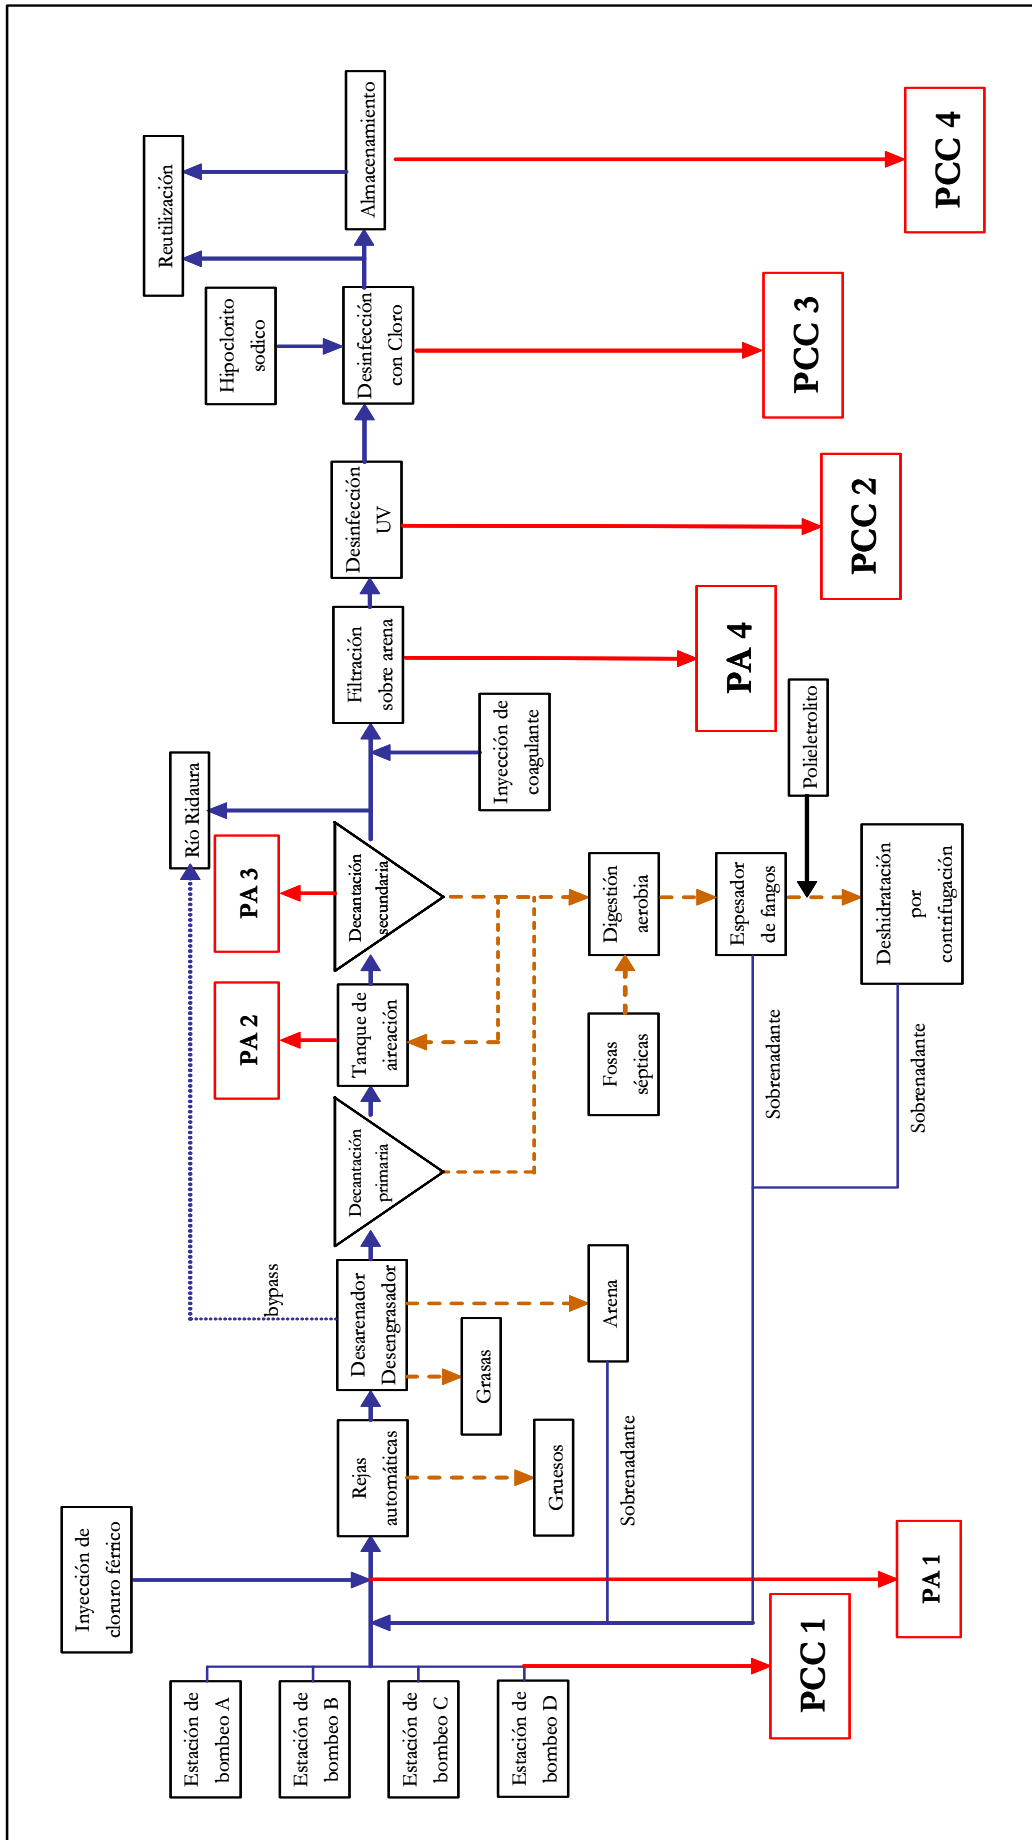 Inyección de
cloruro férrico
Estación de
bombeo A
Estación de
bombeo B
Estación de
bombeo C
Estación de
bombeo D
PCC 1
PA 1
Rejas
automáticas
Gruesos
Desarenador
Desengrasador
Grasas
Arena
Sobrenadante
bypass
Decantación
primaria
Tanque de
aireación
PA 2
Decantación
secundaria
PA 3
Río Ridaura
Fosas
sépticas
Digestión
aerobia
Espesador
de fangos
Polieletrolito
Deshidratación
por
contrifugación
Sobrenadante
Sobrenadante
Inyección de
coagulante
Filtración
sobre arena
PA 4
Desinfección
UV
PCC 2
Hipoclorito
sodico
Desinfección
con Cloro
PCC 3
Reutilización
Almacenamiento
PCC 4